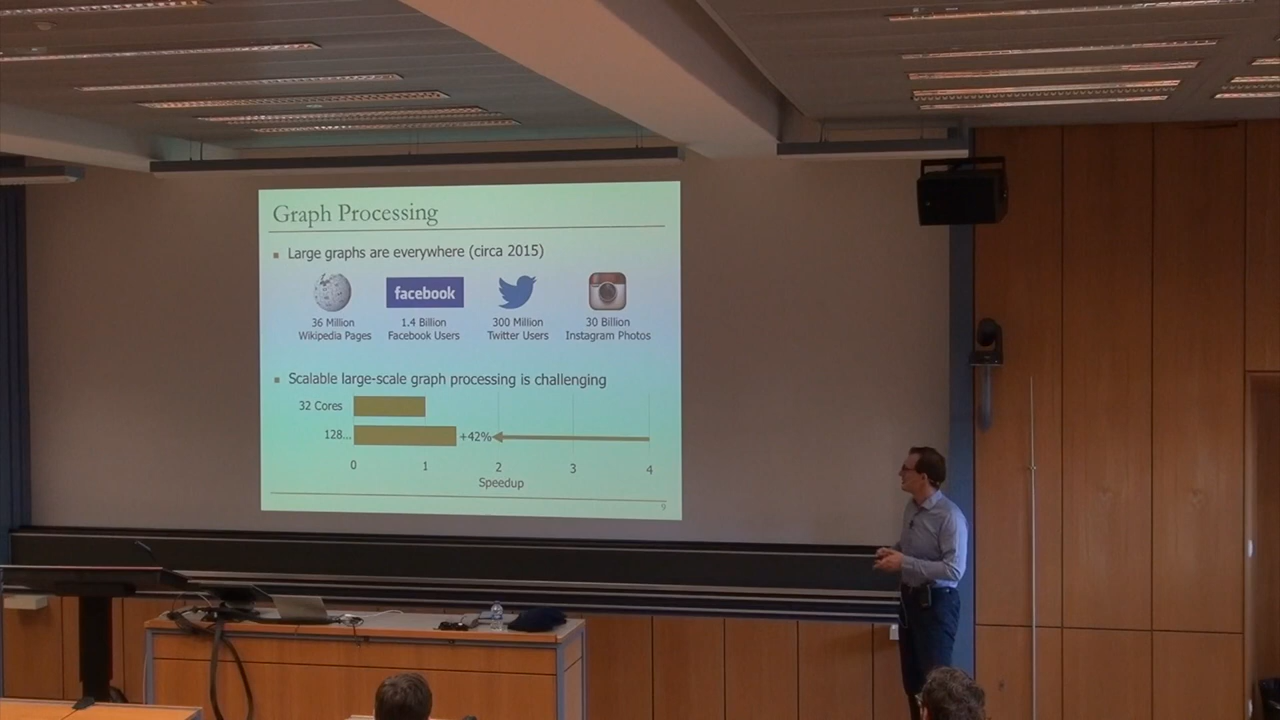 Graph Processing
Large graphs are everywhere (circa 2015)
facebook
36 Million
Wikipedia Pages
1.4 Billion
Facebook Users
300 Million
Twitter Users
30 Billion
Instagram Photos
Scalable large-scale graph processing is challenging
32 Cores
128... +42%
0 1 2 3 4
Speedup
9